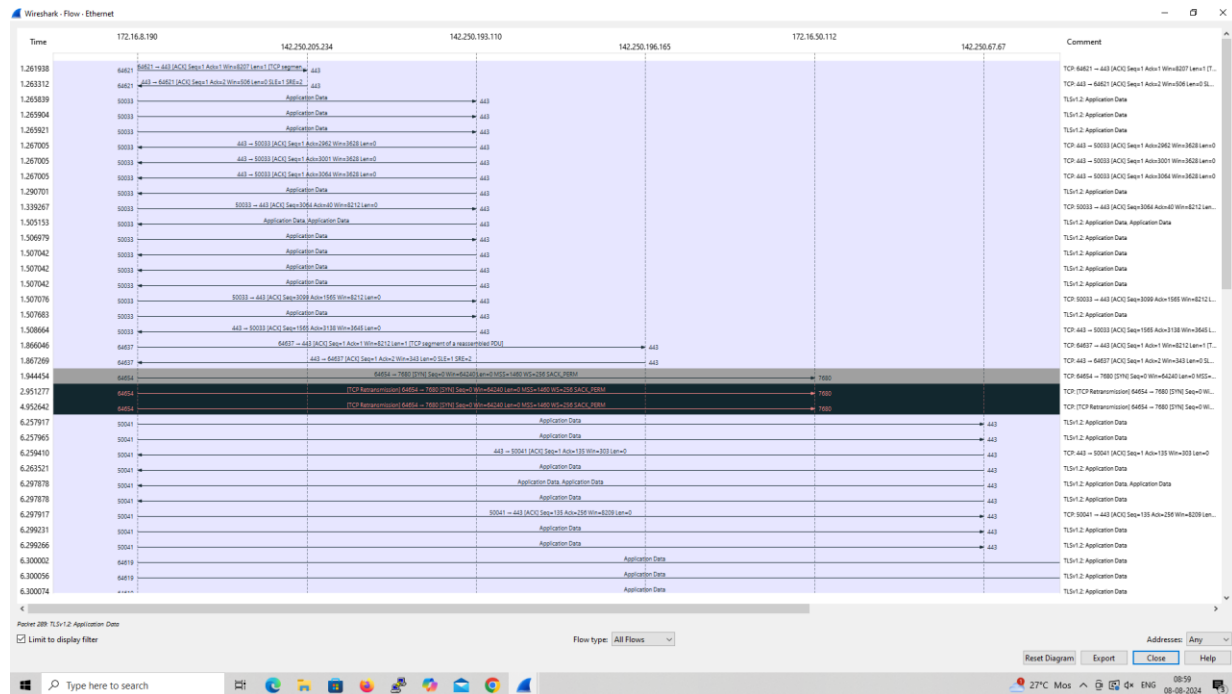 Wireshark · Flow · Ethernet
Time 172.16.8.190 142.250.205.234 142.250.193.110 142.250.196.165 172.16.50.112 142.250.67.67 Comment
1.261938 64621 64621 → 443 [ACK] Seq=1 Ack=1 Win=8207 Len=1 [TCP segmen… 443 TCP: 64621 → 443 [ACK] Seq=1 Ack=1 Win=8207 Len=1 [T...
1.263312 64621 443 → 64621 [ACK] Seq=1 Ack=2 Win=506 Len=0 SLE=1 SRE=2 443 TCP: 443 → 64621 [ACK] Seq=1 Ack=2 Win=506 Len=0 SL...
1.265839 50033 Application Data 443 TLSv1.2: Application Data
1.265904 50033 Application Data 443 TLSv1.2: Application Data
1.265921 50033 Application Data 443 TLSv1.2: Application Data
1.267005 50033 443 → 50033 [ACK] Seq=1 Ack=2962 Win=3628 Len=0 443 TCP: 443 → 50033 [ACK] Seq=1 Ack=2962 Win=3628 Len=0
1.267005 50033 443 → 50033 [ACK] Seq=1 Ack=3001 Win=3628 Len=0 443 TCP: 443 → 50033 [ACK] Seq=1 Ack=3001 Win=3628 Len=0
1.267005 50033 443 → 50033 [ACK] Seq=1 Ack=3064 Win=3628 Len=0 443 TCP: 443 → 50033 [ACK] Seq=1 Ack=3064 Win=3628 Len=0
1.290701 50033 Application Data 443 TLSv1.2: Application Data
1.339267 50033 50033 → 443 [ACK] Seq=3064 Ack=40 Win=8212 Len=0 443 TCP: 50033 → 443 [ACK] Seq=3064 Ack=40 Win=8212 Len...
1.505153 50033 Application Data, Application Data 443 TLSv1.2: Application Data, Application Data
1.506979 50033 Application Data 443 TLSv1.2: Application Data
1.507042 50033 Application Data 443 TLSv1.2: Application Data
1.507042 50033 Application Data 443 TLSv1.2: Application Data
1.507042 50033 Application Data 443 TLSv1.2: Application Data
1.507076 50033 50033 → 443 [ACK] Seq=3099 Ack=1565 Win=8212 Len=0 443 TCP: 50033 → 443 [ACK] Seq=3099 Ack=1565 Win=8212 L...
1.507683 50033 Application Data 443 TLSv1.2: Application Data
1.508664 50033 443 → 50033 [ACK] Seq=1565 Ack=3138 Win=3645 Len=0 443 TCP: 443 → 50033 [ACK] Seq=1565 Ack=3138 Win=3645 L...
1.866046 64637 64637 → 443 [ACK] Seq=1 Ack=1 Win=8212 Len=1 [TCP segment of a reassembled PDU] 443 TCP: 64637 → 443 [ACK] Seq=1 Ack=1 Win=8212 Len=1 [T...
1.867269 64637 443 → 64637 [ACK] Seq=1 Ack=2 Win=343 Len=0 SLE=1 SRE=2 443 TCP: 443 → 64637 [ACK] Seq=1 Ack=2 Win=343 Len=0 SL...
1.944454 64654 64654 → 7680 [SYN] Seq=0 Win=64240 Len=0 MSS=1460 WS=256 SACK_PERM 7680 TCP: 64654 → 7680 [SYN] Seq=0 Win=64240 Len=0 MSS=...
2.951277 64654 [TCP Retransmission] 64654 → 7680 [SYN] Seq=0 Win=64240 Len=0 MSS=1460 WS=256 SACK_PERM 7680 TCP: [TCP Retransmission] 64654 → 7680 [SYN] Seq=0 Wi...
4.952642 64654 [TCP Retransmission] 64654 → 7680 [SYN] Seq=0 Win=64240 Len=0 MSS=1460 WS=256 SACK_PERM 7680 TCP: [TCP Retransmission] 64654 → 7680 [SYN] Seq=0 Wi...
6.257917 50041 Application Data 443 TLSv1.2: Application Data
6.257965 50041 Application Data 443 TLSv1.2: Application Data
6.259410 50041 443 → 50041 [ACK] Seq=1 Ack=135 Win=303 Len=0 443 TCP: 443 → 50041 [ACK] Seq=1 Ack=135 Win=303 Len=0
6.263521 50041 Application Data 443 TLSv1.2: Application Data
6.297878 50041 Application Data, Application Data 443 TLSv1.2: Application Data, Application Data
6.297878 50041 Application Data 443 TLSv1.2: Application Data
6.297917 50041 50041 → 443 [ACK] Seq=135 Ack=256 Win=8209 Len=0 443 TCP: 50041 → 443 [ACK] Seq=135 Ack=256 Win=8209 Len...
6.299231 50041 Application Data 443 TLSv1.2: Application Data
6.299266 50041 Application Data 443 TLSv1.2: Application Data
6.300002 64619 Application Data TLSv1.2: Application Data
6.300056 64619 Application Data TLSv1.2: Application Data
6.300074 Application Data TLSv1.2: Application Data
Packet 289: TLSv1.2: Application Data
Limit to display filter Flow type: All Flows Addresses: Any
Reset Diagram Export Close Help
Type here to search 27°C Mos ENG 08:59
08-08-2024